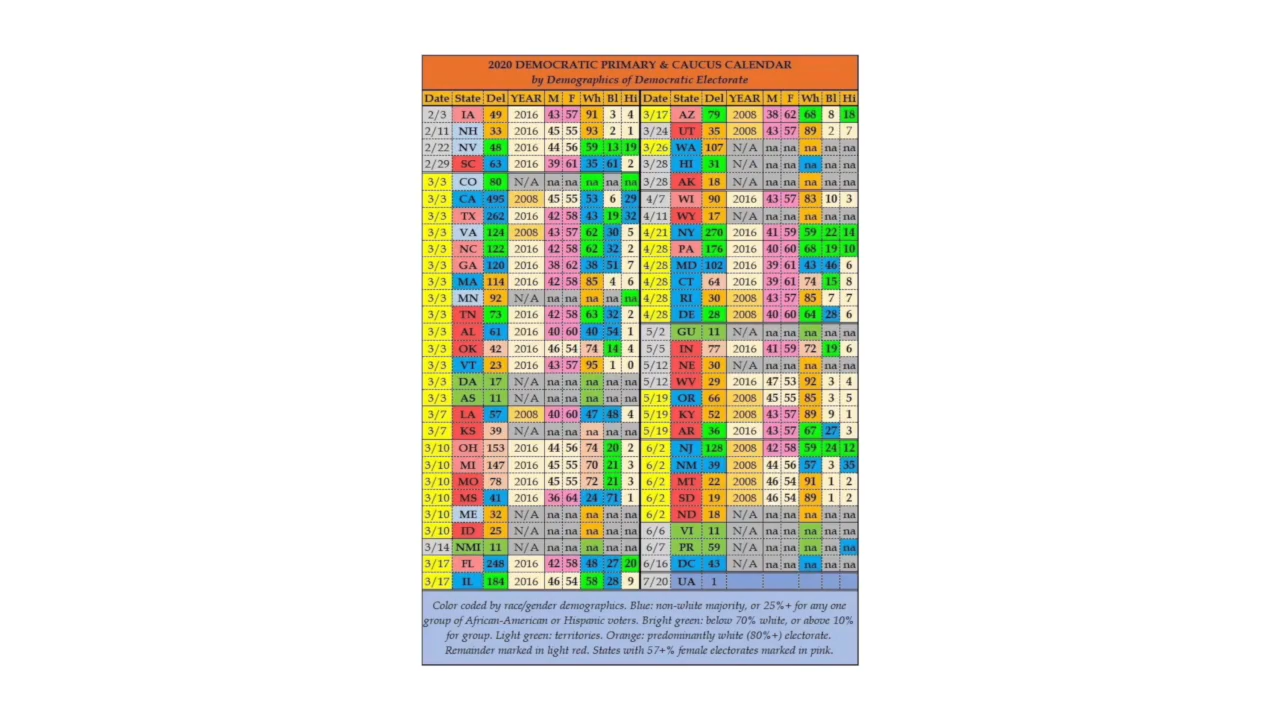 2020 DEMOCRATIC PRIMARY & CAUCUS CALENDAR
by Demographics of Democratic Electorate
Date State Del YEAR M F Wh Bl Hi Date State Del YEAR M F Wh Bl Hi
2/3 IA 49 2016 43 57 91 3 4 3/17 AZ 79 2008 38 62 68 8 18
2/11 NH 33 2016 45 55 93 2 1 3/24 UT 35 2008 43 57 89 2 7
2/22 NV 48 2016 44 56 59 13 19 3/26 WA 107 N/A na na na na na
2/29 SC 63 2016 39 61 35 61 2 3/28 HI 31 N/A na na na na na
3/3 CO 80 N/A na na na na na 3/28 AK 18 N/A na na na na na
3/3 CA 495 2008 45 55 53 6 29 4/7 WI 90 2016 43 57 83 10 3
3/3 TX 262 2016 42 58 43 19 32 4/11 WY 17 N/A na na na na na
3/3 VA 124 2008 43 57 62 30 5 4/21 NY 270 2016 41 59 59 22 14
3/3 NC 122 2016 42 58 62 32 2 4/28 PA 176 2016 40 60 68 19 10
3/3 GA 120 2016 38 62 38 51 7 4/28 MD 102 2016 39 61 43 46 6
3/3 MA 114 2016 42 58 85 4 6 4/28 CT 64 2016 39 61 74 15 8
3/3 MN 92 N/A na na na na na 4/28 RI 30 2008 43 57 85 7 7
3/3 TN 73 2016 42 58 63 32 2 4/28 DE 28 2008 40 60 64 28 6
3/3 AL 61 2016 40 60 40 54 1 5/2 GU 11 N/A na na na na na
3/3 OK 42 2016 46 54 74 14 4 5/5 IN 77 2016 41 59 72 19 6
3/3 VT 23 2016 43 57 95 1 0 5/12 NE 30 N/A na na na na na
3/3 DA 17 N/A na na na na na 5/12 WV 29 2016 47 53 92 3 4
3/3 AS 11 N/A na na na na na 5/19 OR 66 2008 45 55 85 3 5
3/7 LA 57 2008 40 60 47 48 4 5/19 KY 52 2008 43 57 89 9 1
3/7 KS 39 N/A na na na na na 5/19 AR 36 2016 43 57 67 27 3
3/10 OH 153 2016 44 56 74 20 2 6/2 NJ 128 2008 42 58 59 24 12
3/10 MI 147 2016 45 55 70 21 3 6/2 NM 39 2008 44 56 57 3 35
3/10 MO 78 2016 45 55 72 21 3 6/2 MT 22 2008 46 54 91 1 2
3/10 MS 41 2016 36 64 24 71 1 6/2 SD 19 2008 46 54 89 1 2
3/10 ME 32 N/A na na na na na 6/2 ND 18 N/A na na na na na
3/10 ID 25 N/A na na na na na 6/6 VI 11 N/A na na na na na
3/14 NMI 11 N/A na na na na na 6/7 PR 59 N/A na na na na na
3/17 FL 248 2016 42 58 48 27 20 6/16 DC 43 N/A na na na na na
3/17 IL 184 2016 46 54 58 28 9 7/20 UA 1
Color coded by race/gender demographics. Blue: non-white majority, or 25%+ for any one
group of African-American or Hispanic voters. Bright green: below 70% white, or above 10%
for group. Light green: territories. Orange: predominantly white (80%+) electorate.
Remainder marked in light red. States with 57+% female electorates marked in pink.